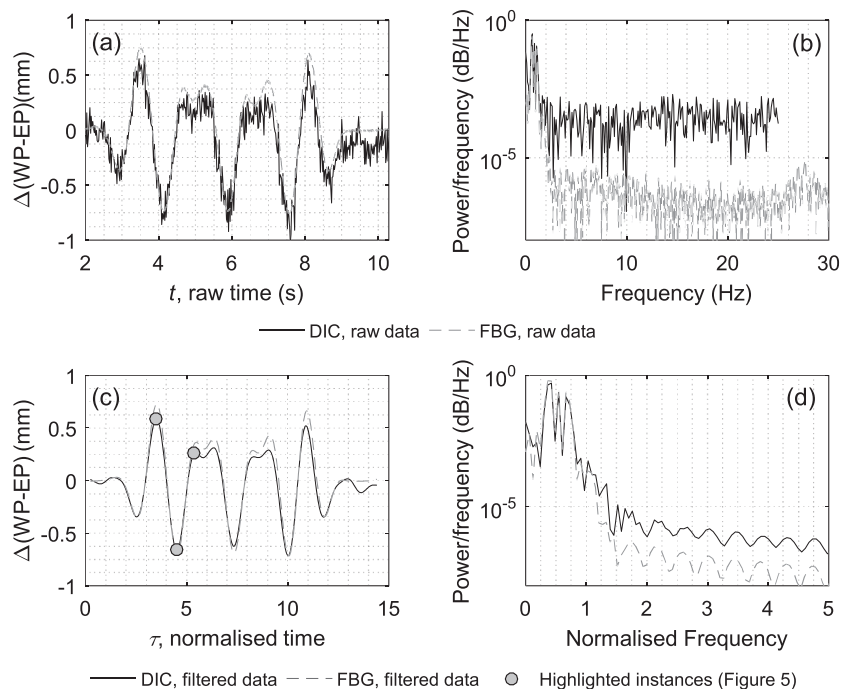 (a)
1
0.5
0
-0.5
-1
Δ(WP-EP)(mm)
2 4 6 8 10
t, raw time (s)
(b)
10^0
10^-5
Power/frequency (dB/Hz)
0 10 20 30
Frequency (Hz)
DIC, raw data FBG, raw data
(c)
1
0.5
0
-0.5
-1
Δ(WP-EP) (mm)
0 5 10 15
τ, normalised time
(d)
10^0
10^-5
Power/frequency (dB/Hz)
0 1 2 3 4 5
Normalised Frequency
DIC, filtered data FBG, filtered data Highlighted instances (Figure 5)